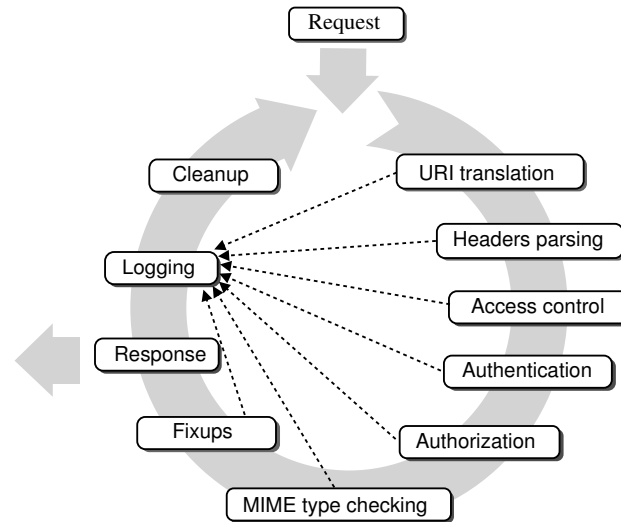 Request
Cleanup
URI translation
Headers parsing
Logging
Access control
Response
Authentication
Fixups
Authorization
MIME type checking